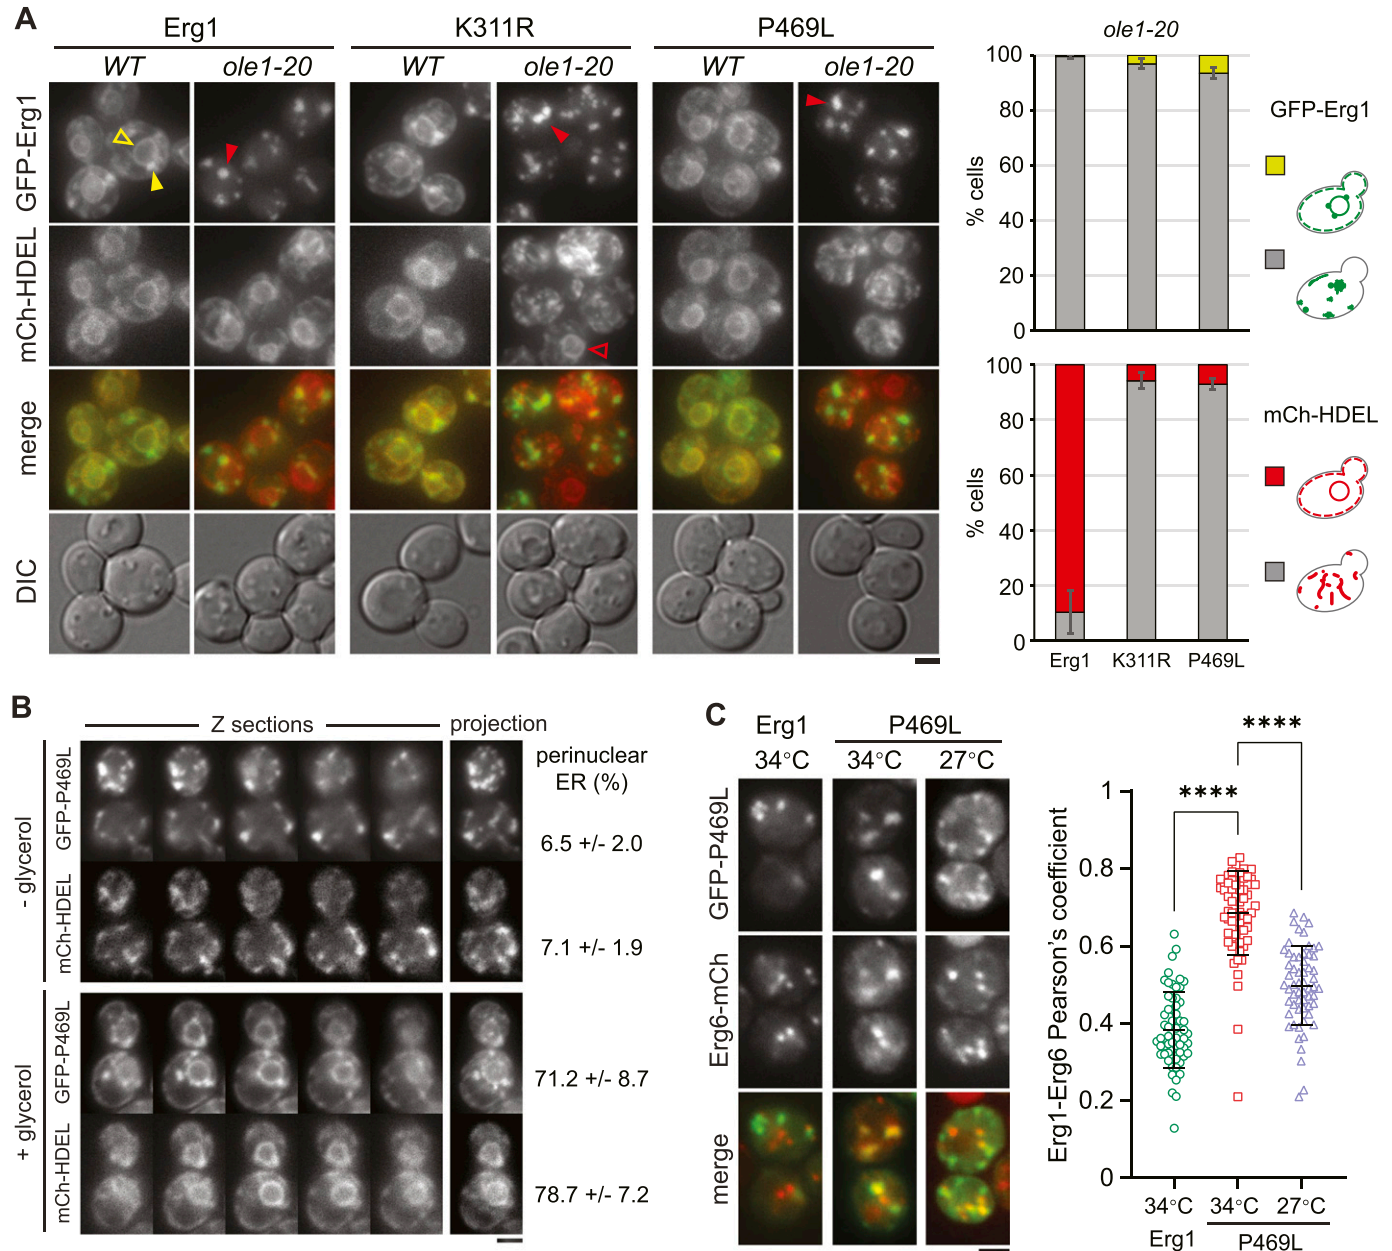 A
Erg1 K311R P469L
WT ole1-20 WT ole1-20 WT ole1-20
GFP-Erg1
mCh-HDEL
merge
DIC
ole1-20
100
80
60
40
20
0
% cells
GFP-Erg1
100
80
60
40
20
0
% cells
mCh-HDEL
Erg1 K311R P469L
B
Z sections projection
perinuclear
ER (%)
- glycerol
GFP-P469L
6.5 +/- 2.0
mCh-HDEL
7.1 +/- 1.9
+ glycerol
GFP-P469L
71.2 +/- 8.7
mCh-HDEL
78.7 +/- 7.2
C
Erg1 P469L
34°C 34°C 27°C
GFP-P469L
Erg6-mCh
merge
Erg1-Erg6 Pearson's coefficient
1
0.8
0.6
0.4
0.2
0
****
****
34°C 34°C 27°C
Erg1 P469L